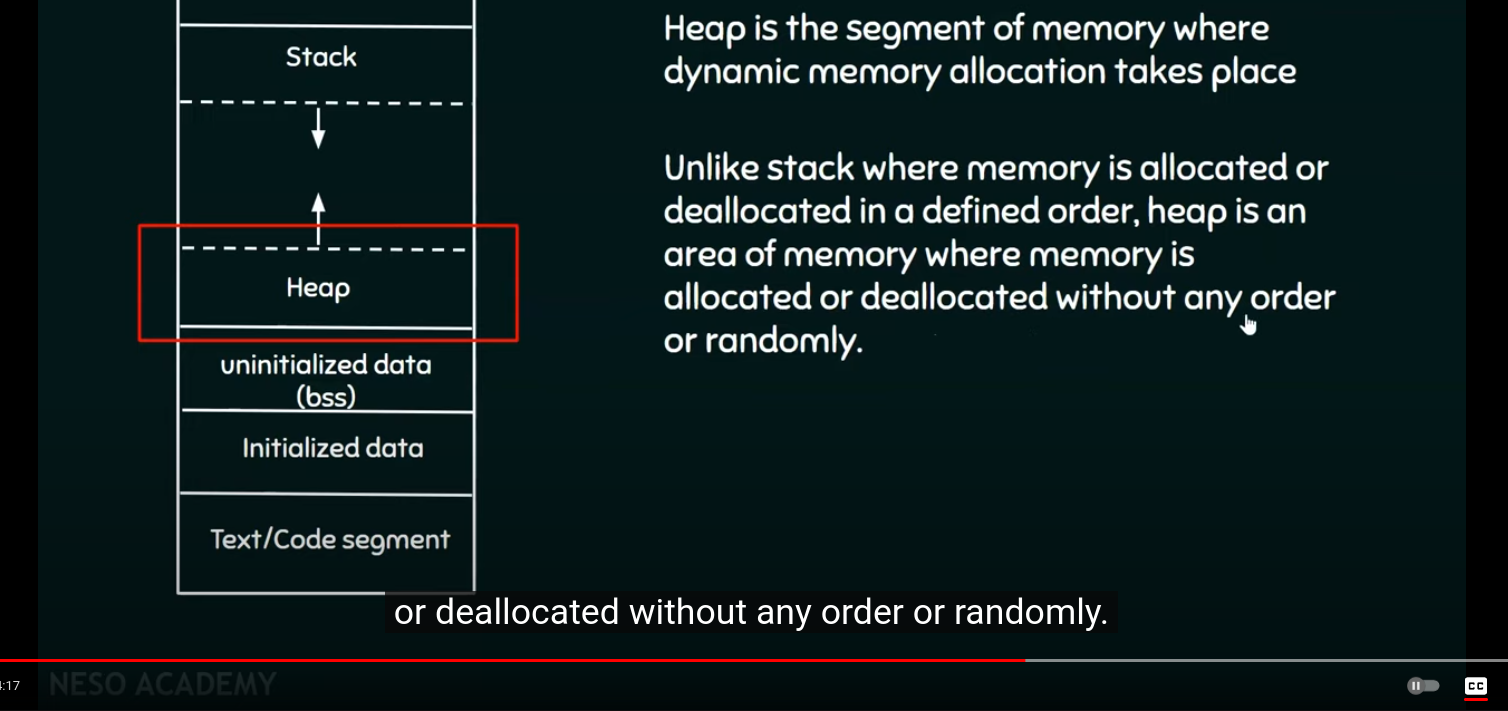 Stack
Heap
uninitialized data
(bss)
Initialized data
Text/Code segment
Heap is the segment of memory where
dynamic memory allocation takes place
Unlike stack where memory is allocated or
deallocated in a defined order, heap is an
area of memory where memory is
allocated or deallocated without any order
or randomly.
or deallocated without any order or randomly.
:17
NESO ACADEMY
CC